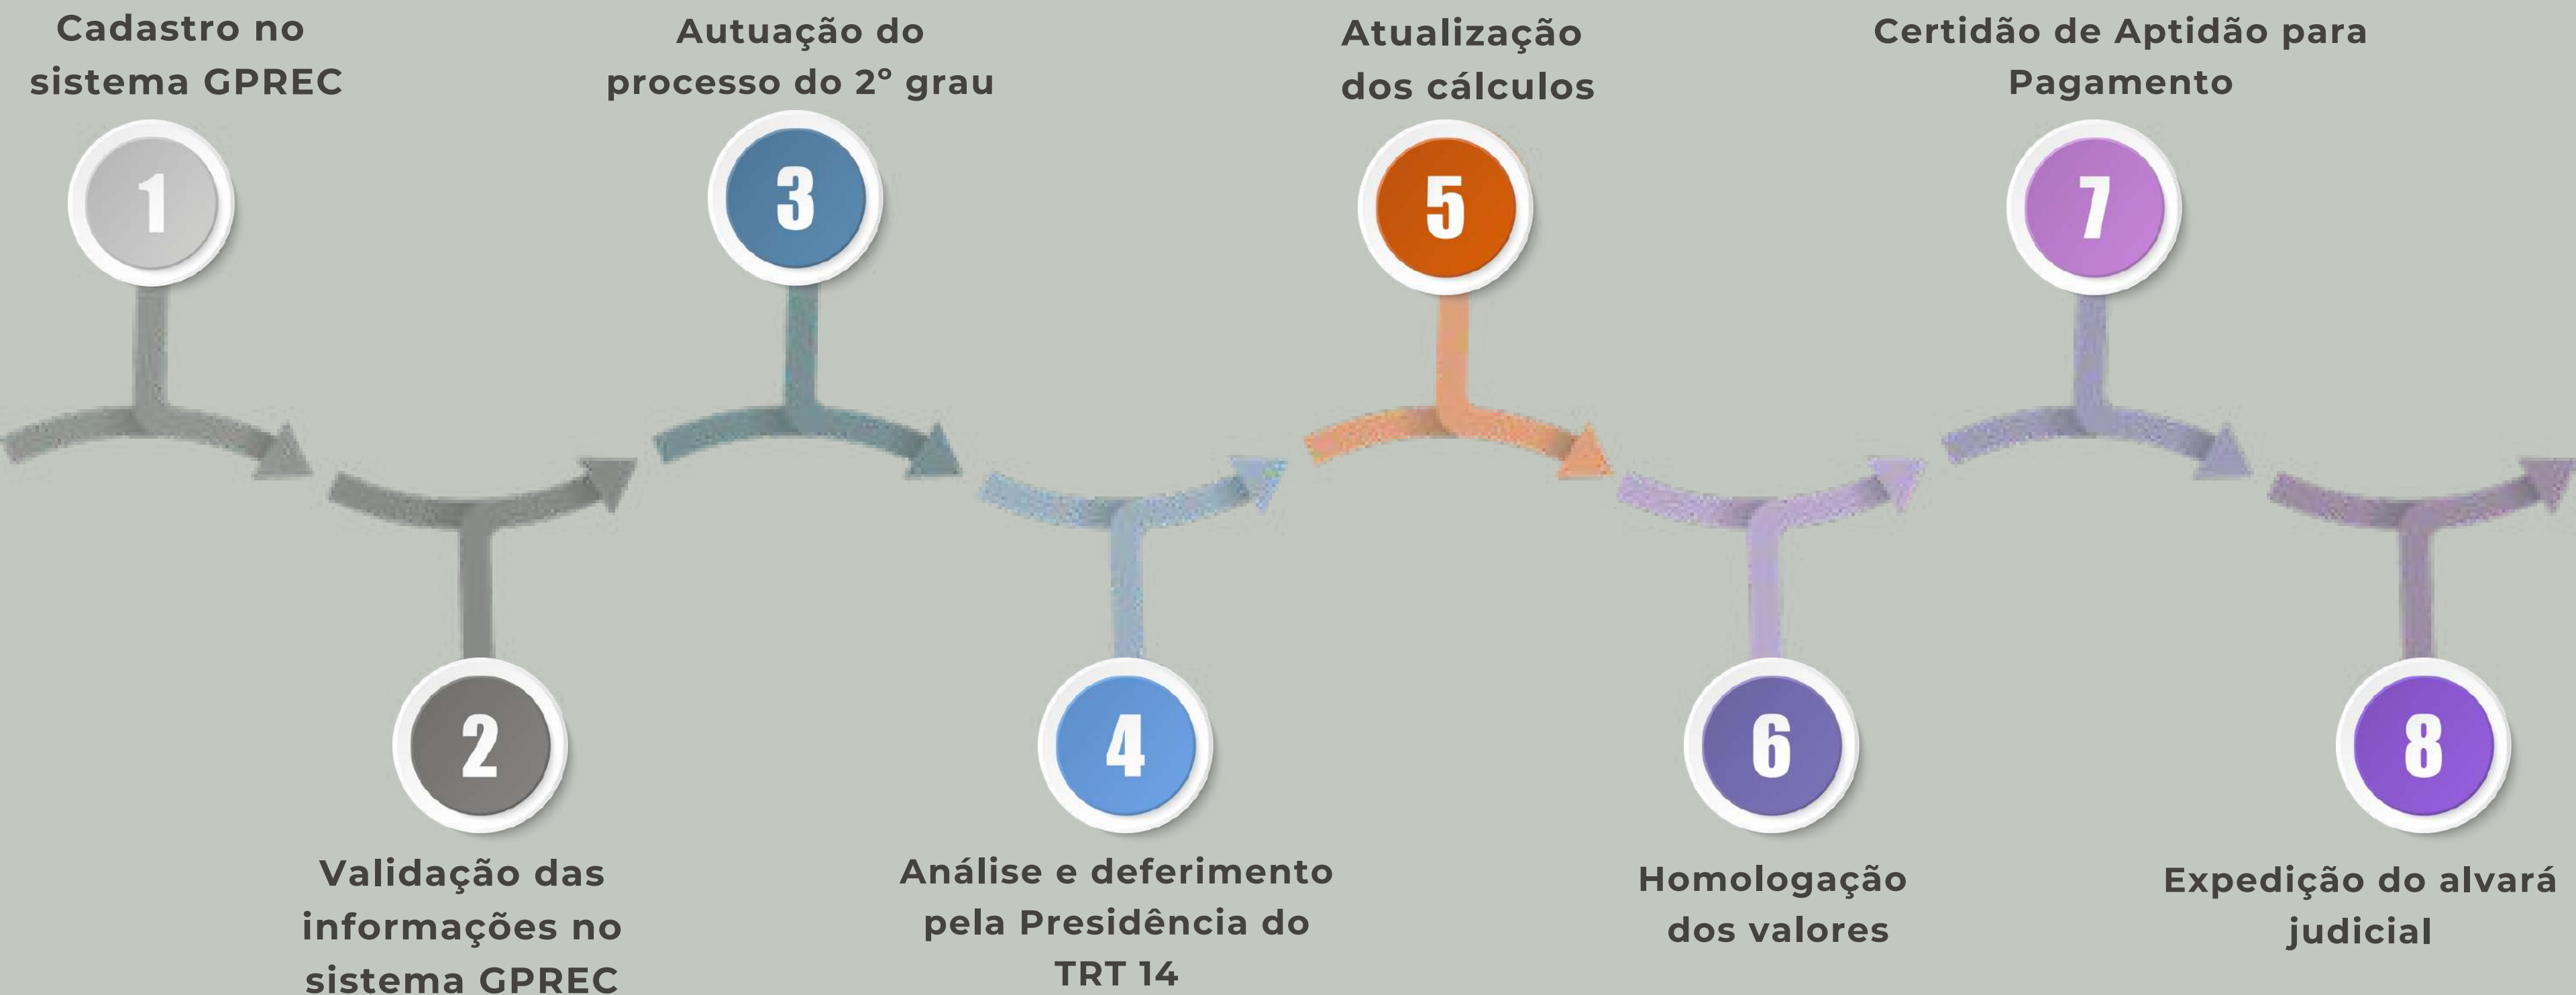 Cadastro no
sistema GPREC
1
Validação das
informações no
sistema GPREC
2
Autuação do
processo do 2º grau
3
Análise e deferimento
pela Presidência do
TRT 14
4
Atualização
dos cálculos
5
Homologação
dos valores
6
Certidão de Aptidão para
Pagamento
7
Expedição do alvará
judicial
8